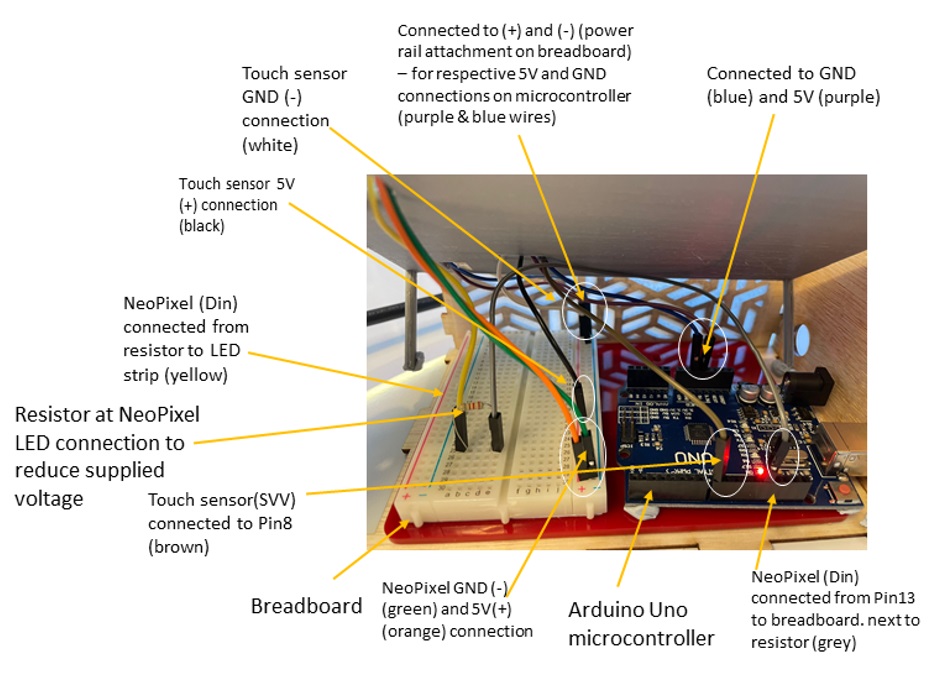 Connected to (+) and (-) (power
rail attachment on breadboard)
– for respective 5V and GND
connections on microcontroller
(purple & blue wires)
Touch sensor
GND (-)
connection
(white)
Connected to GND
(blue) and 5V (purple)
Touch sensor 5V
(+) connection
(black)
NeoPixel (Din)
connected from
resistor to LED
strip (yellow)
Resistor at NeoPixel
LED connection to
reduce supplied
voltage
Touch sensor(SVV)
connected to Pin8
(brown)
Breadboard
NeoPixel GND (-)
(green) and 5V(+)
(orange) connection
Arduino Uno
microcontroller
NeoPixel (Din)
connected from Pin13
to breadboard. next to
resistor (grey)
UNO
a b c d e
f g h i j